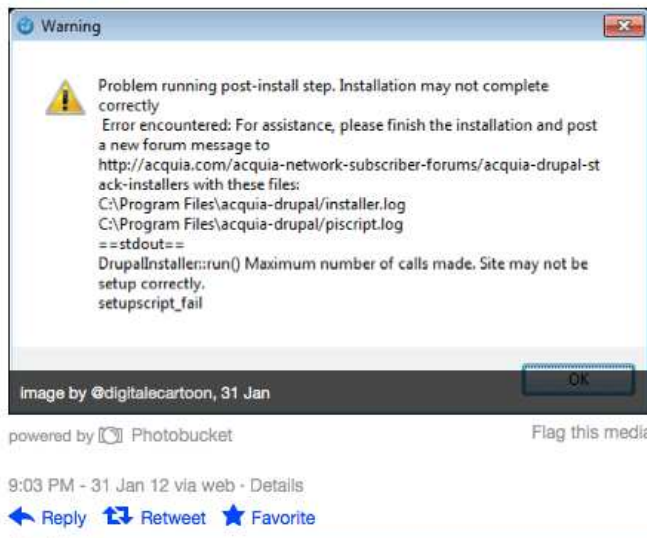 Warning
Problem running post-install step. Installation may not complete
correctly
Error encountered: For assistance, please finish the installation and post
a new forum message to
http://acquia.com/acquia-network-subscriber-forums/acquia-drupal-st
ack-installers with these files:
C:\Program Files\acquia-drupal/installer.log
C:\Program Files\acquia-drupal/piscript.log
==stdout==
DrupalInstaller::run() Maximum number of calls made. Site may not be
setup correctly.
setupscript_fail
OK
image by @digitalecartoon, 31 Jan
powered by Photobucket
Flag this media
9:03 PM - 31 Jan 12 via web · Details
Reply Retweet Favorite